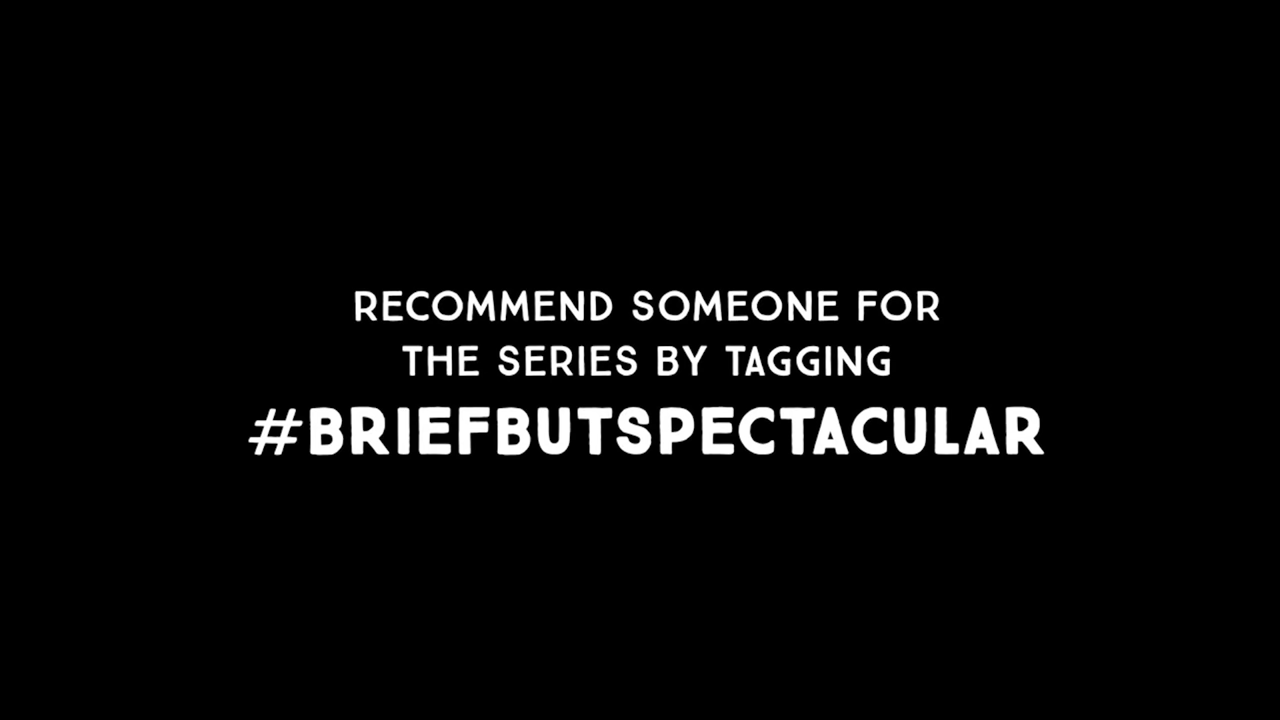 RECOMMEND SOMEONE FOR
THE SERIES BY TAGGING
#BRIEFBUTSPECTACULAR